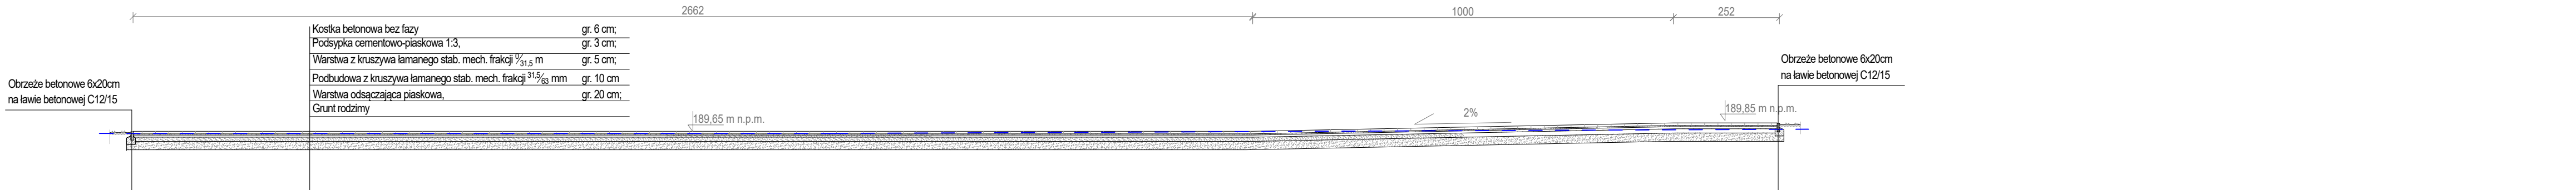 2662
1000
252
Kostka betonowa bez fazy gr. 6 cm;
Podsypka cementowo-piaskowa 1:3, gr. 3 cm;
Warstwa z kruszywa łamanego stab. mech. frakcji 0/31,5 m gr. 5 cm;
Podbudowa z kruszywa łamanego stab. mech. frakcji 31,5/63 mm gr. 10 cm
Warstwa odsączająca piaskowa, gr. 20 cm;
Grunt rodzimy
Obrzeże betonowe 6x20cm
na ławie betonowej C12/15
189,65 m n.p.m.
2%
189,85 m n.p.m.
Obrzeże betonowe 6x20cm
na ławie betonowej C12/15